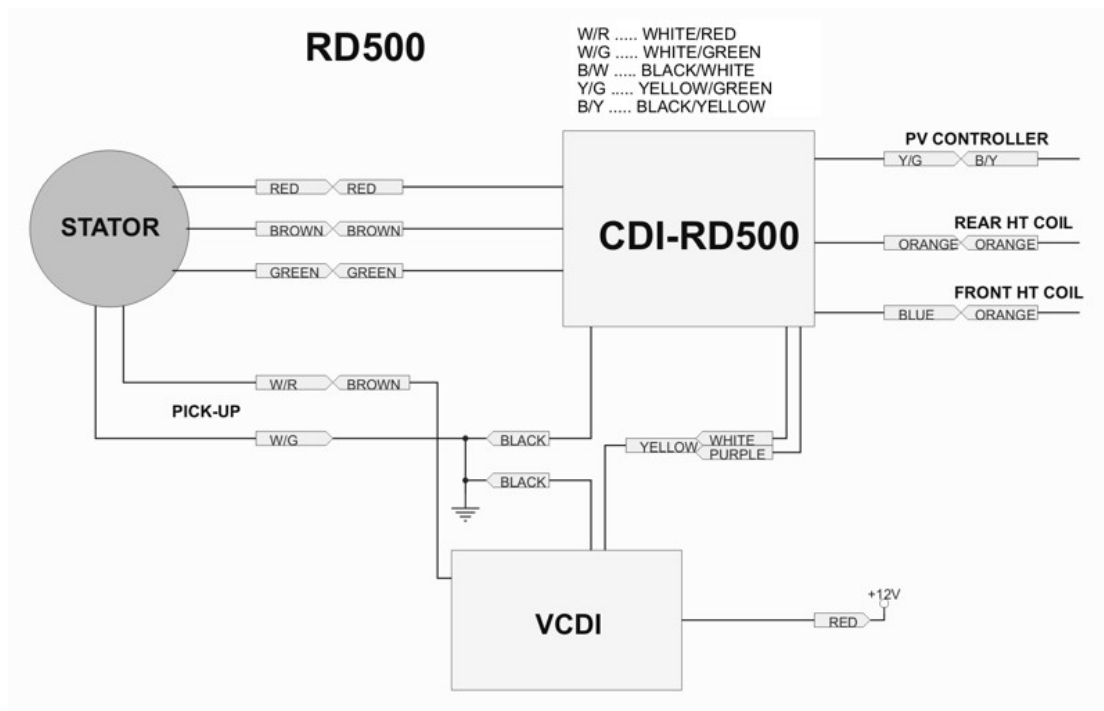 RD500
W/R ..... WHITE/RED
W/G ..... WHITE/GREEN
B/W ..... BLACK/WHITE
Y/G ..... YELLOW/GREEN
B/Y ..... BLACK/YELLOW
PV CONTROLLER
Y/G B/Y
STATOR
RED RED
BROWN BROWN
GREEN GREEN
CDI-RD500
REAR HT COIL
ORANGE ORANGE
FRONT HT COIL
BLUE ORANGE
W/R BROWN
PICK-UP
W/G
BLACK
YELLOW WHITE
PURPLE
BLACK
VCDI
+12V
RED